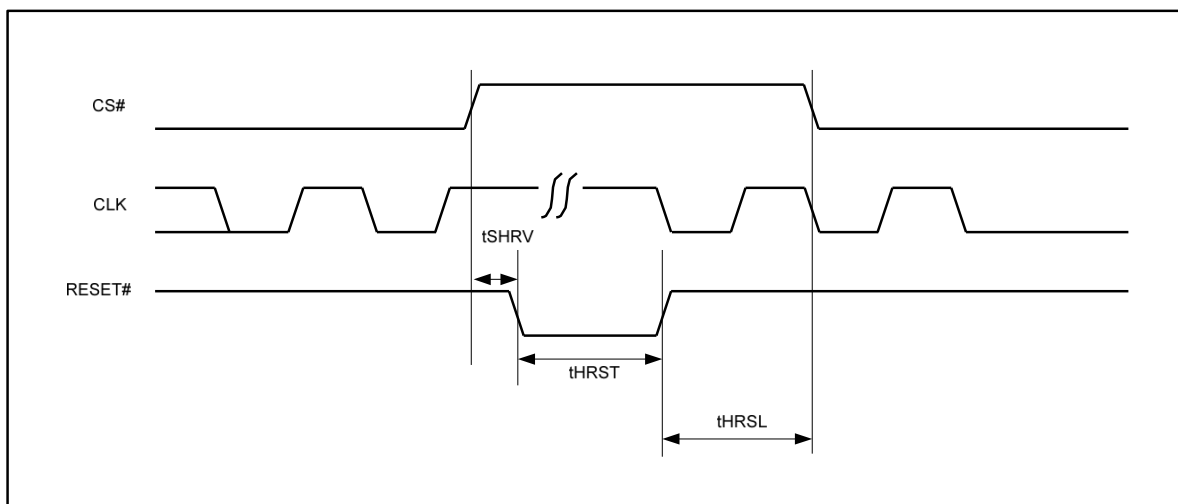 CS#
CLK
tSHRV
RESET#
tHRST
tHRSL